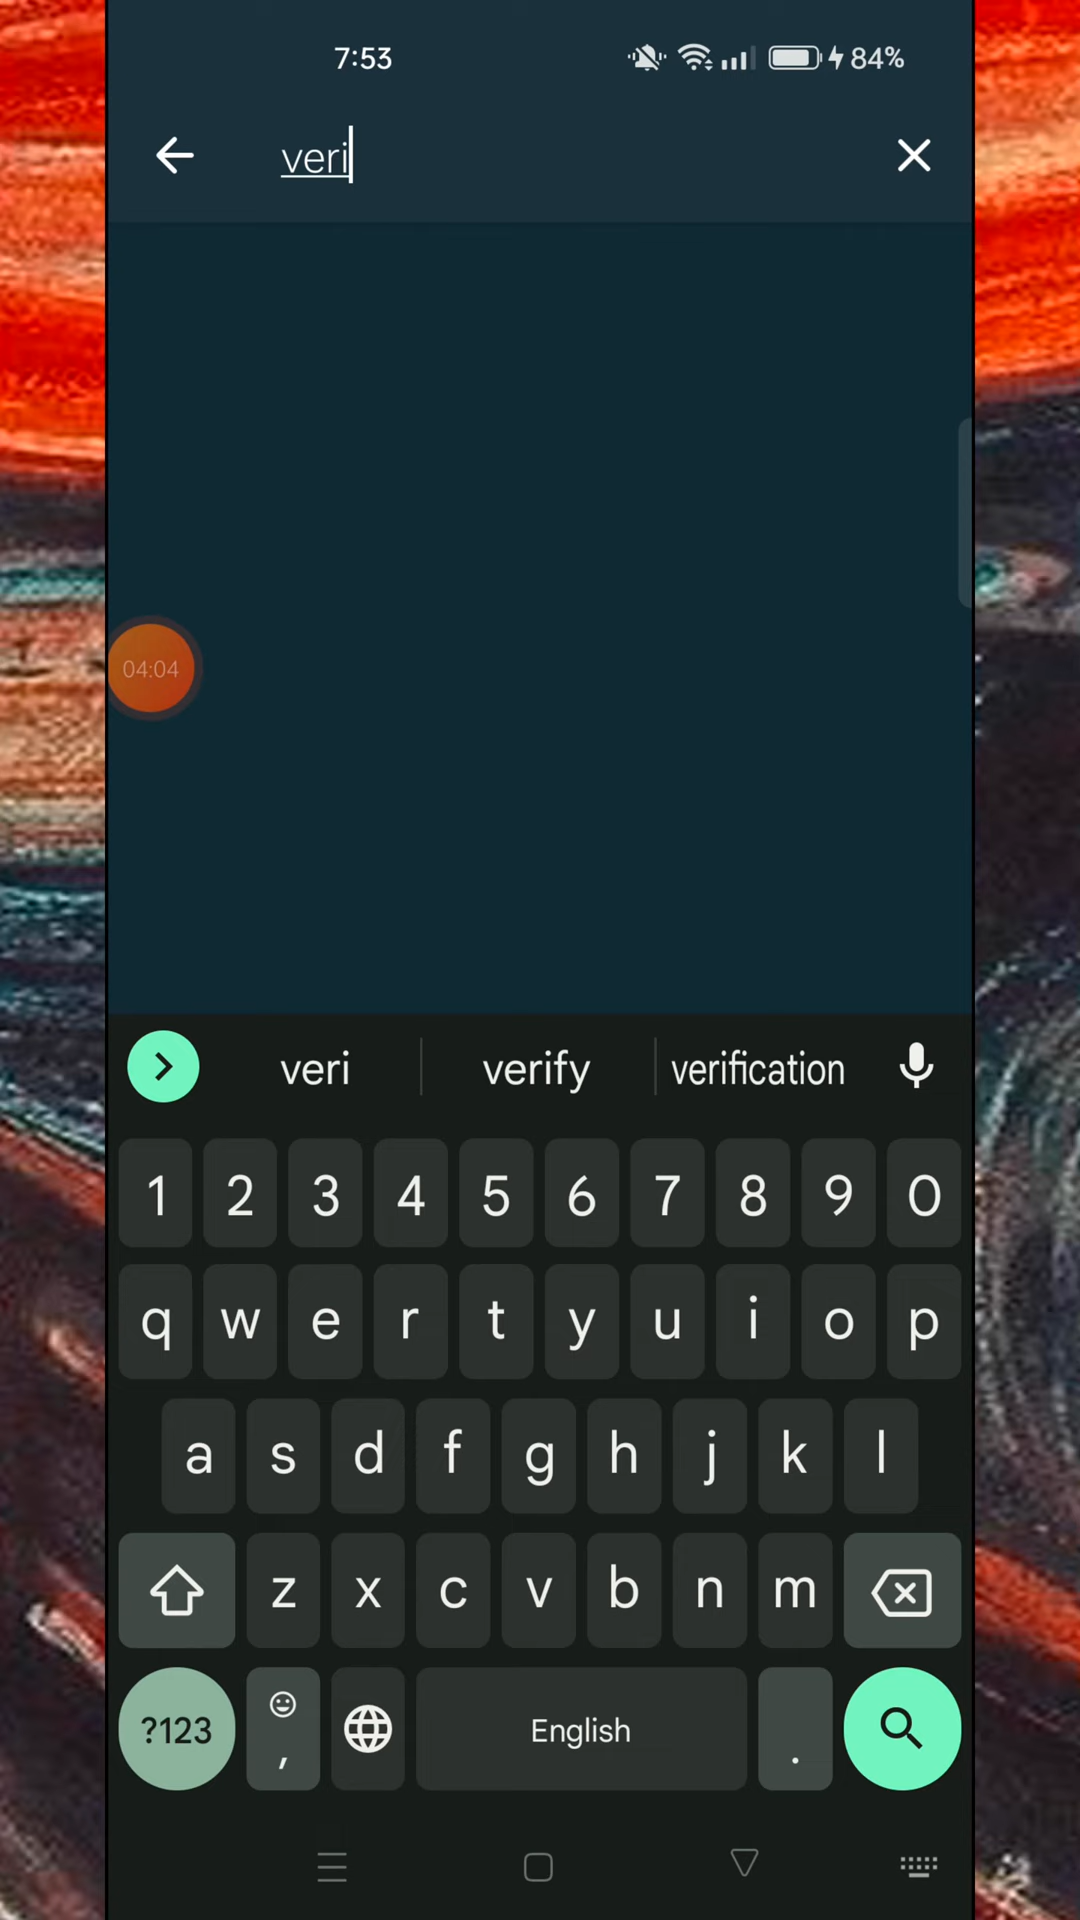 7:53 84%
veri
04:04
veri verify verification
1 2 3 4 5 6 7 8 9 0
q w e r t y u i o p
a s d f g h j k l
z x c v b n m
?123 , English .